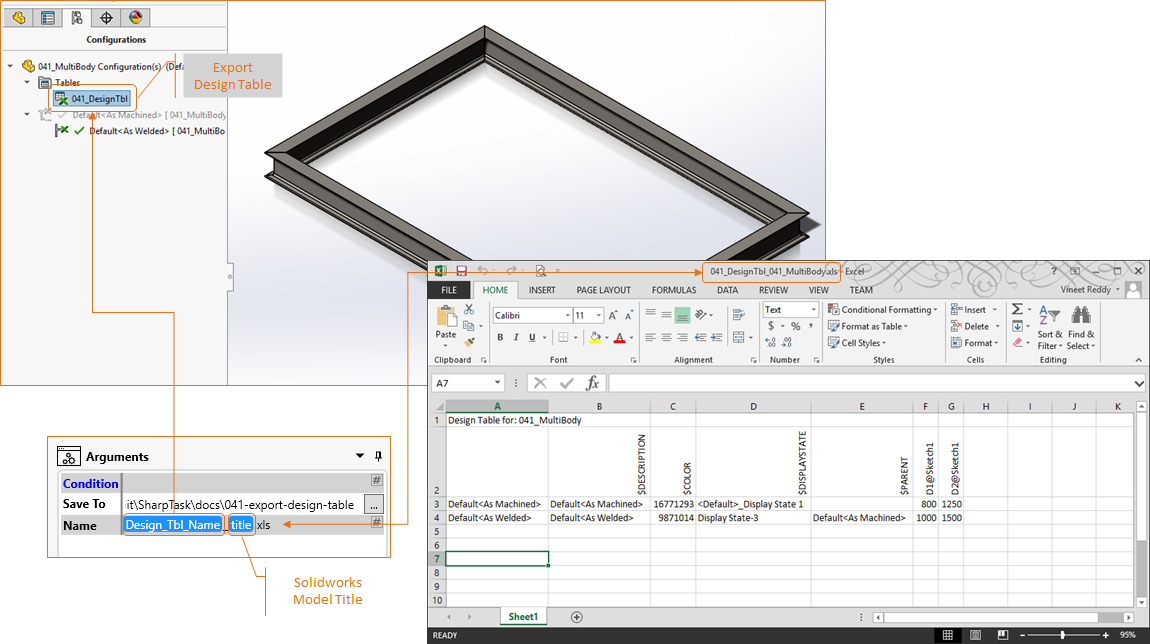 Configurations
041_MultiBody Configuration(s) (Defa
Tables
041_DesignTbl
Default<As Machined> [ 041_MultiBody
Default<As Welded> [ 041_MultiBo
Export
Design Table
041_DesignTbl_041_MultiBody.xls - Excel
?
FILE HOME INSERT PAGE LAYOUT FORMULAS DATA REVIEW VIEW TEAM Vineet Reddy
Paste
Calibri 11 A A
B I U A
Text
$ % ,
Conditional Formatting
Format as Table
Cell Styles
Insert
Delete
Format
Sort & Filter
Find & Select
Clipboard Font Alignment Number Styles Cells Editing
A7 fx
A B C D E F G H I J K
1 Design Table for: 041_MultiBody
2 $DESCRIPTION $COLOR $DISPLAYSTATE $PARENT D1@Sketch1 D2@Sketch1
3 Default<As Machined> Default<As Machined> 16771293 <Default>_Display State 1 800 1250
4 Default<As Welded> Default<As Welded> 9871014 Display State-3 Default<As Machined> 1000 1500
5
6
7
8
9
10
Sheet1
READY 95%
Arguments
Condition #
Save To it\SharpTask\docs\041-export-design-table ...
Name Design_Tbl_Name_title.xls #
Solidworks
Model Title